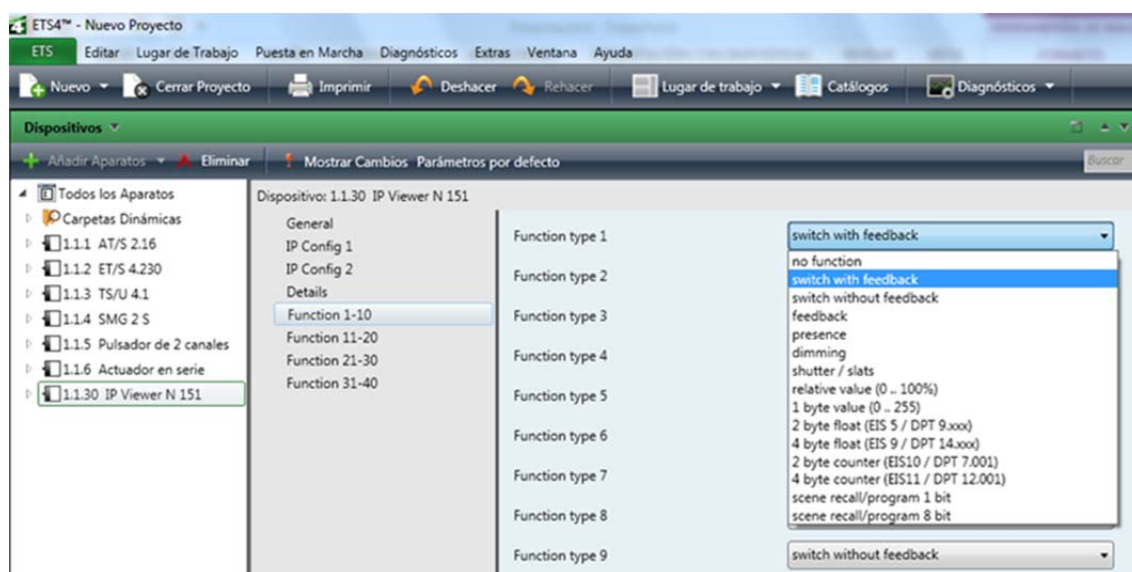 ETS4™ - Nuevo Proyecto
ETS Editar Lugar de Trabajo Puesta en Marcha Diagnósticos Extras Ventana Ayuda
Nuevo Cerrar Proyecto Imprimir Deshacer Rehacer Lugar de trabajo Catálogos Diagnósticos
Dispositivos
Añadir Aparatos Eliminar Mostrar Cambios Parámetros por defecto Buscar
Todos los Aparatos
Carpetas Dinámicas
1.1.1 AT/S 2.16
1.1.2 ET/S 4.230
1.1.3 TS/U 4.1
1.1.4 SMG 2 S
1.1.5 Pulsador de 2 canales
1.1.6 Actuador en serie
1.1.30 IP Viewer N 151
Dispositivo: 1.1.30 IP Viewer N 151
General
IP Config 1
IP Config 2
Details
Function 1-10
Function 11-20
Function 21-30
Function 31-40
Function type 1
Function type 2
Function type 3
Function type 4
Function type 5
Function type 6
Function type 7
Function type 8
Function type 9
switch with feedback
no function
switch with feedback
switch without feedback
feedback
presence
dimming
shutter / slats
relative value (0 .. 100%)
1 byte value (0 .. 255)
2 byte float (EIS 5 / DPT 9.xxx)
4 byte float (EIS 9 / DPT 14.xxx)
2 byte counter (EIS10 / DPT 7.001)
4 byte counter (EIS11 / DPT 12.001)
scene recall/program 1 bit
scene recall/program 8 bit
switch without feedback